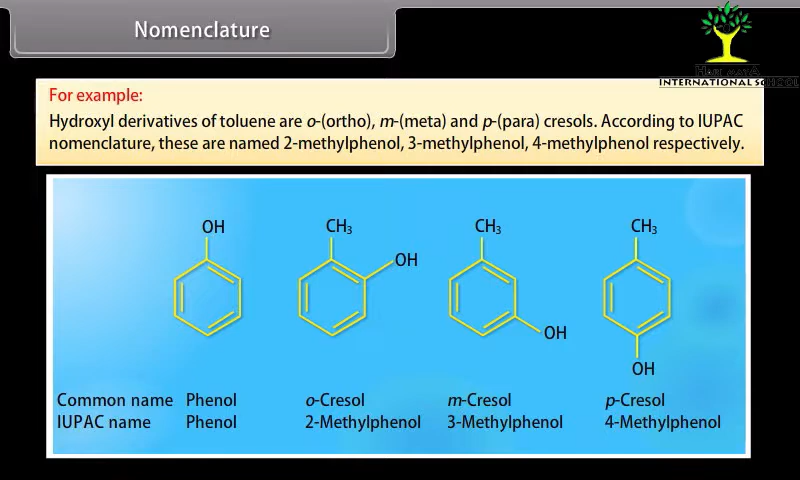 Nomenclature
INTERNATIONAL SCHOOL
For example:
Hydroxyl derivatives of toluene are o-(ortho), m-(meta) and p-(para) cresols. According to IUPAC
nomenclature, these are named 2-methylphenol, 3-methylphenol, 4-methylphenol respectively.
OH CH₃ CH₃ CH₃
OH
OH
OH
Common name Phenol o-Cresol m-Cresol p-Cresol
IUPAC name Phenol 2-Methylphenol 3-Methylphenol 4-Methylphenol